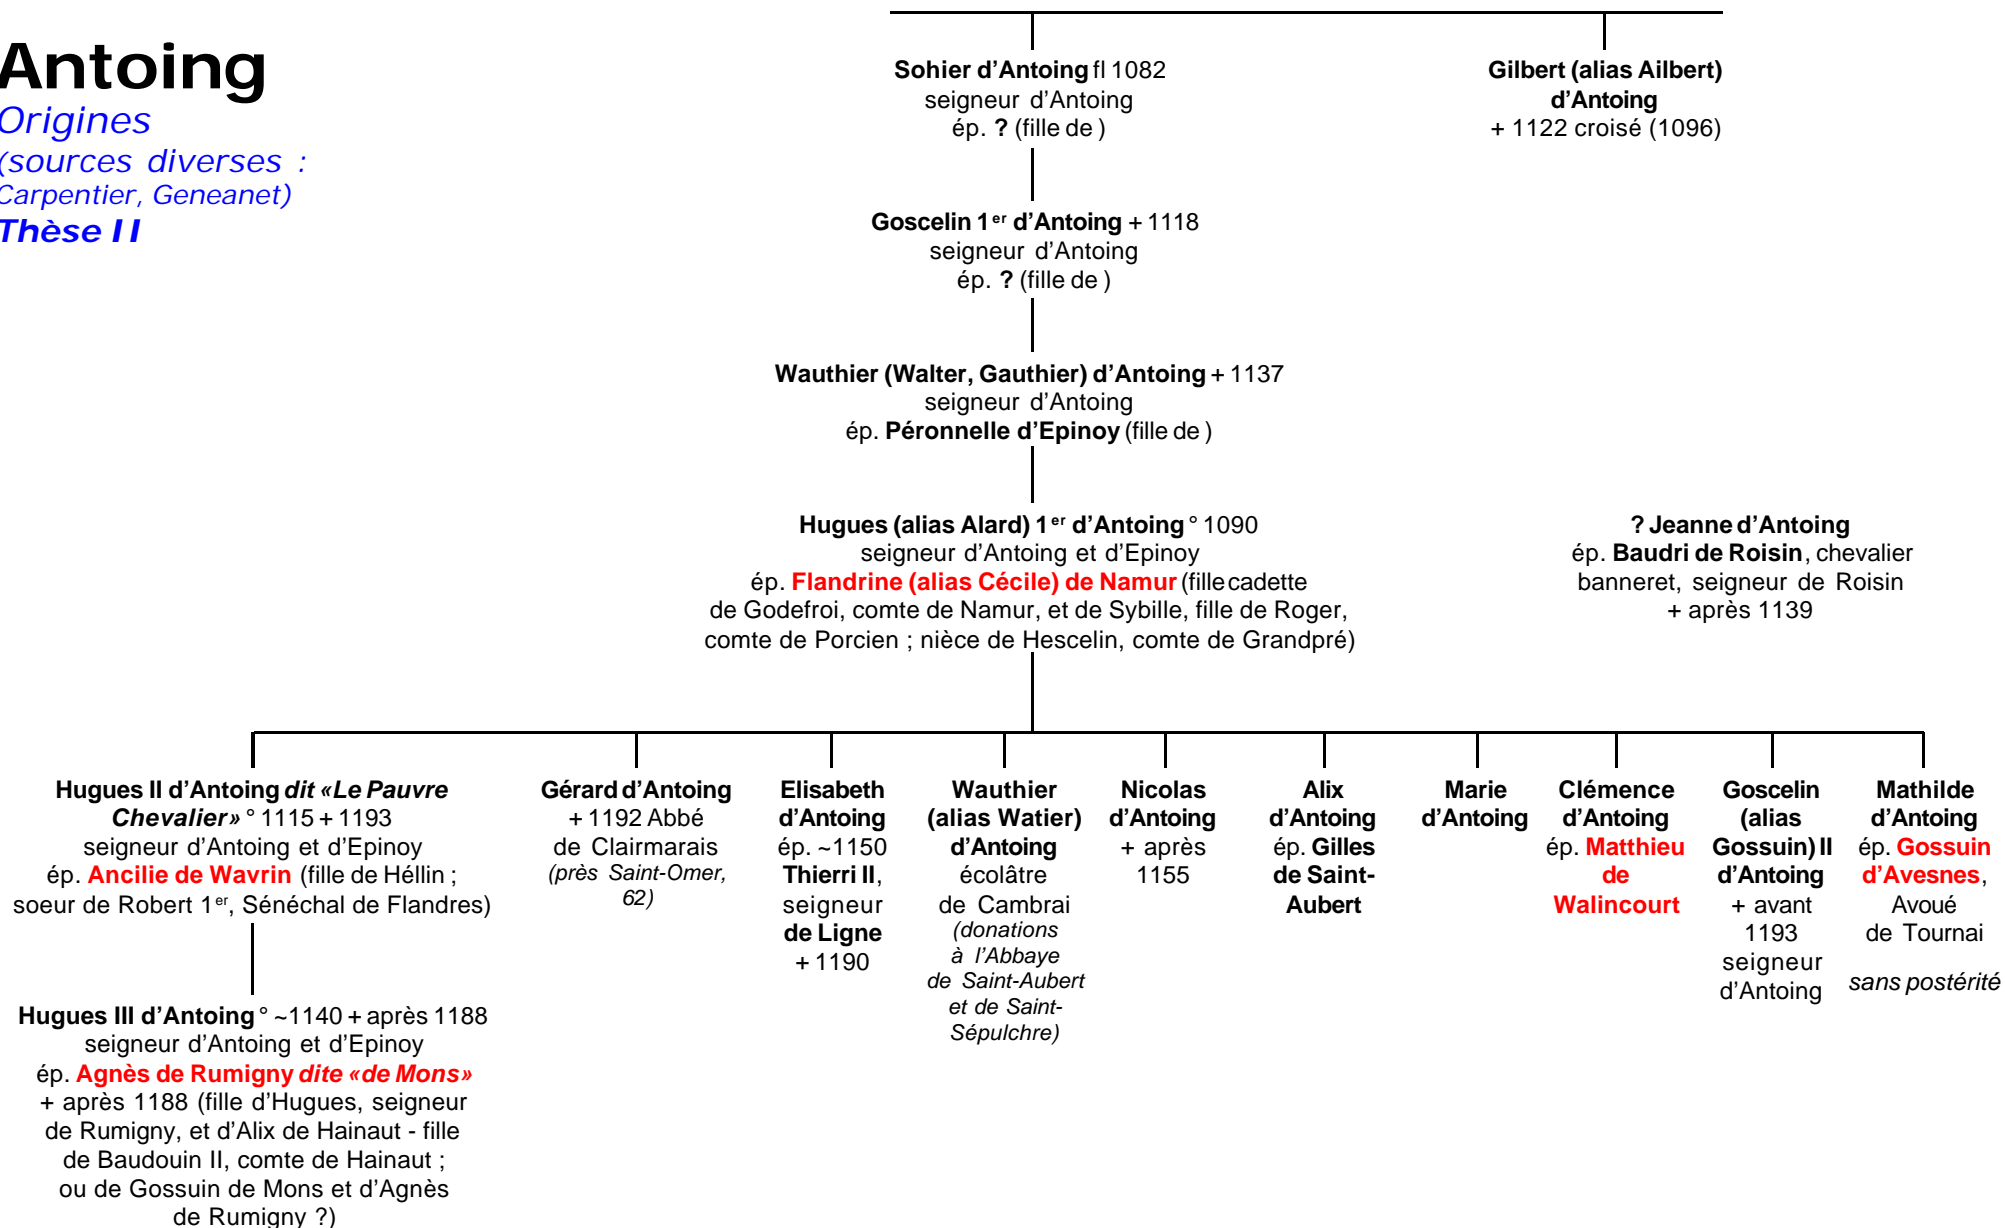 Antoing
Origines
(sources diverses :
Carpentier, Geneanet)
Thèse II
Sohier d'Antoing fl 1082
seigneur d'Antoing
ép. ? (fille de )
Gilbert (alias Ailbert)
d'Antoing
+ 1122 croisé (1096)
Goscelin 1er d'Antoing + 1118
seigneur d'Antoing
ép. ? (fille de )
Wauthier (Walter, Gauthier) d'Antoing + 1137
seigneur d'Antoing
ép. Péronnelle d'Epinoy (fille de )
Hugues (alias Alard) 1er d'Antoing ° 1090
seigneur d'Antoing et d'Epinoy
ép. Flandrine (alias Cécile) de Namur (fille cadette
de Godefroi, comte de Namur, et de Sybille, fille de Roger,
comte de Porcien ; nièce de Hescelin, comte de Grandpré)
? Jeanne d'Antoing
ép. Baudri de Roisin, chevalier
banneret, seigneur de Roisin
+ après 1139
Hugues II d'Antoing dit «Le Pauvre
Chevalier» ° 1115 + 1193
seigneur d'Antoing et d'Epinoy
ép. Ancilie de Wavrin (fille de Héllin ;
soeur de Robert 1er, Sénéchal de Flandres)
Gérard d'Antoing
+ 1192 Abbé
de Clairmarais
(près Saint-Omer,
62)
Elisabeth
d'Antoing
ép. ~1150
Thierri II,
seigneur
de Ligne
+ 1190
Wauthier
(alias Watier)
d'Antoing
écolâtre
de Cambrai
(donations
à l'Abbaye
de Saint-Aubert
et de Saint-
Sépulchre)
Nicolas
d'Antoing
+ après
1155
Alix
d'Antoing
ép. Gilles
de Saint-
Aubert
Marie
d'Antoing
Clémence
d'Antoing
ép. Matthieu
de
Walincourt
Goscelin
(alias
Gossuin) II
d'Antoing
+ avant
1193
seigneur
d'Antoing
Mathilde
d'Antoing
ép. Gossuin
d'Avesnes,
Avoué
de Tournai
sans postérité
Hugues III d'Antoing ° ~1140 + après 1188
seigneur d'Antoing et d'Epinoy
ép. Agnès de Rumigny dite «de Mons»
+ après 1188 (fille d'Hugues, seigneur
de Rumigny, et d'Alix de Hainaut - fille
de Baudouin II, comte de Hainaut ;
ou de Gossuin de Mons et d'Agnès
de Rumigny ?)